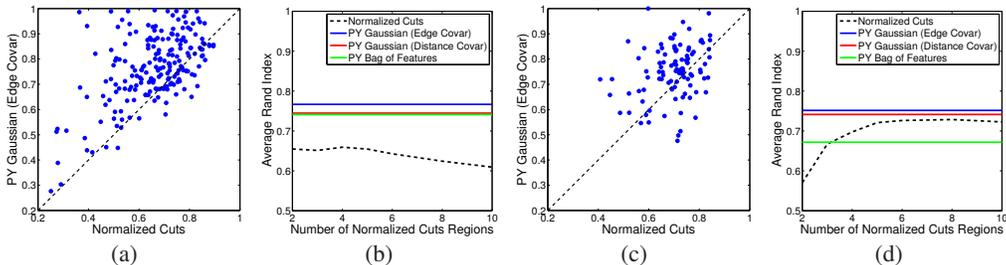 PY Gaussian (Edge Covar)
1
0.9
0.8
0.7
0.6
0.5
0.4
0.3
0.2
0.2 0.4 0.6 0.8 1
Normalized Cuts
(a)
Average Rand Index
1
0.9
0.8
0.7
0.6
0.5
Normalized Cuts
PY Gaussian (Edge Covar)
PY Gaussian (Distance Covar)
PY Bag of Features
2 4 6 8 10
Number of Normalized Cuts Regions
(b)
PY Gaussian (Edge Covar)
1
0.9
0.8
0.7
0.6
0.5
0.4
0.3
0.2
0.2 0.4 0.6 0.8 1
Normalized Cuts
(c)
Average Rand Index
1
0.9
0.8
0.7
0.6
0.5
Normalized Cuts
PY Gaussian (Edge Covar)
PY Gaussian (Distance Covar)
PY Bag of Features
2 4 6 8 10
Number of Normalized Cuts Regions
(d)